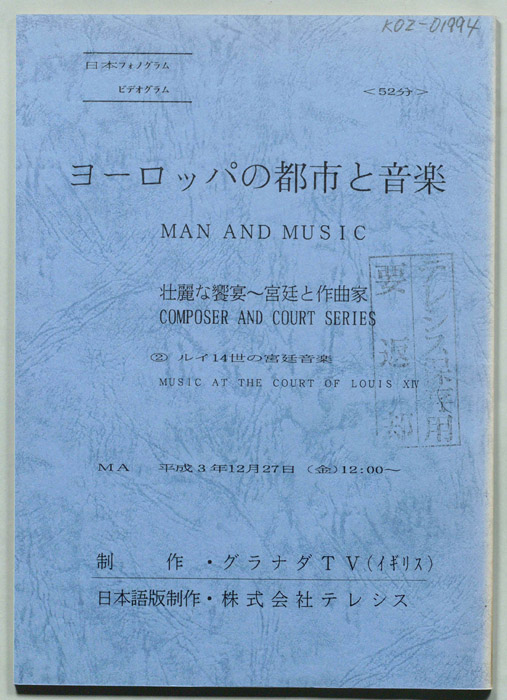 KOZ-01994
日本フォノグラム
ビデオグラム
<52分>
ヨーロッパの都市と音楽
MAN AND MUSIC
壮麗な饗宴~宮廷と作曲家
COMPOSER AND COURT SERIES
② ルイ14世の宮廷音楽
MUSIC AT THE COURT OF LOUIS XIV
テレシス保存用
要返却
MA 平成3年12月27日 (金)12:00~
制 作・グラナダTV(イギリス)
日本語版制作・株式会社テレシス